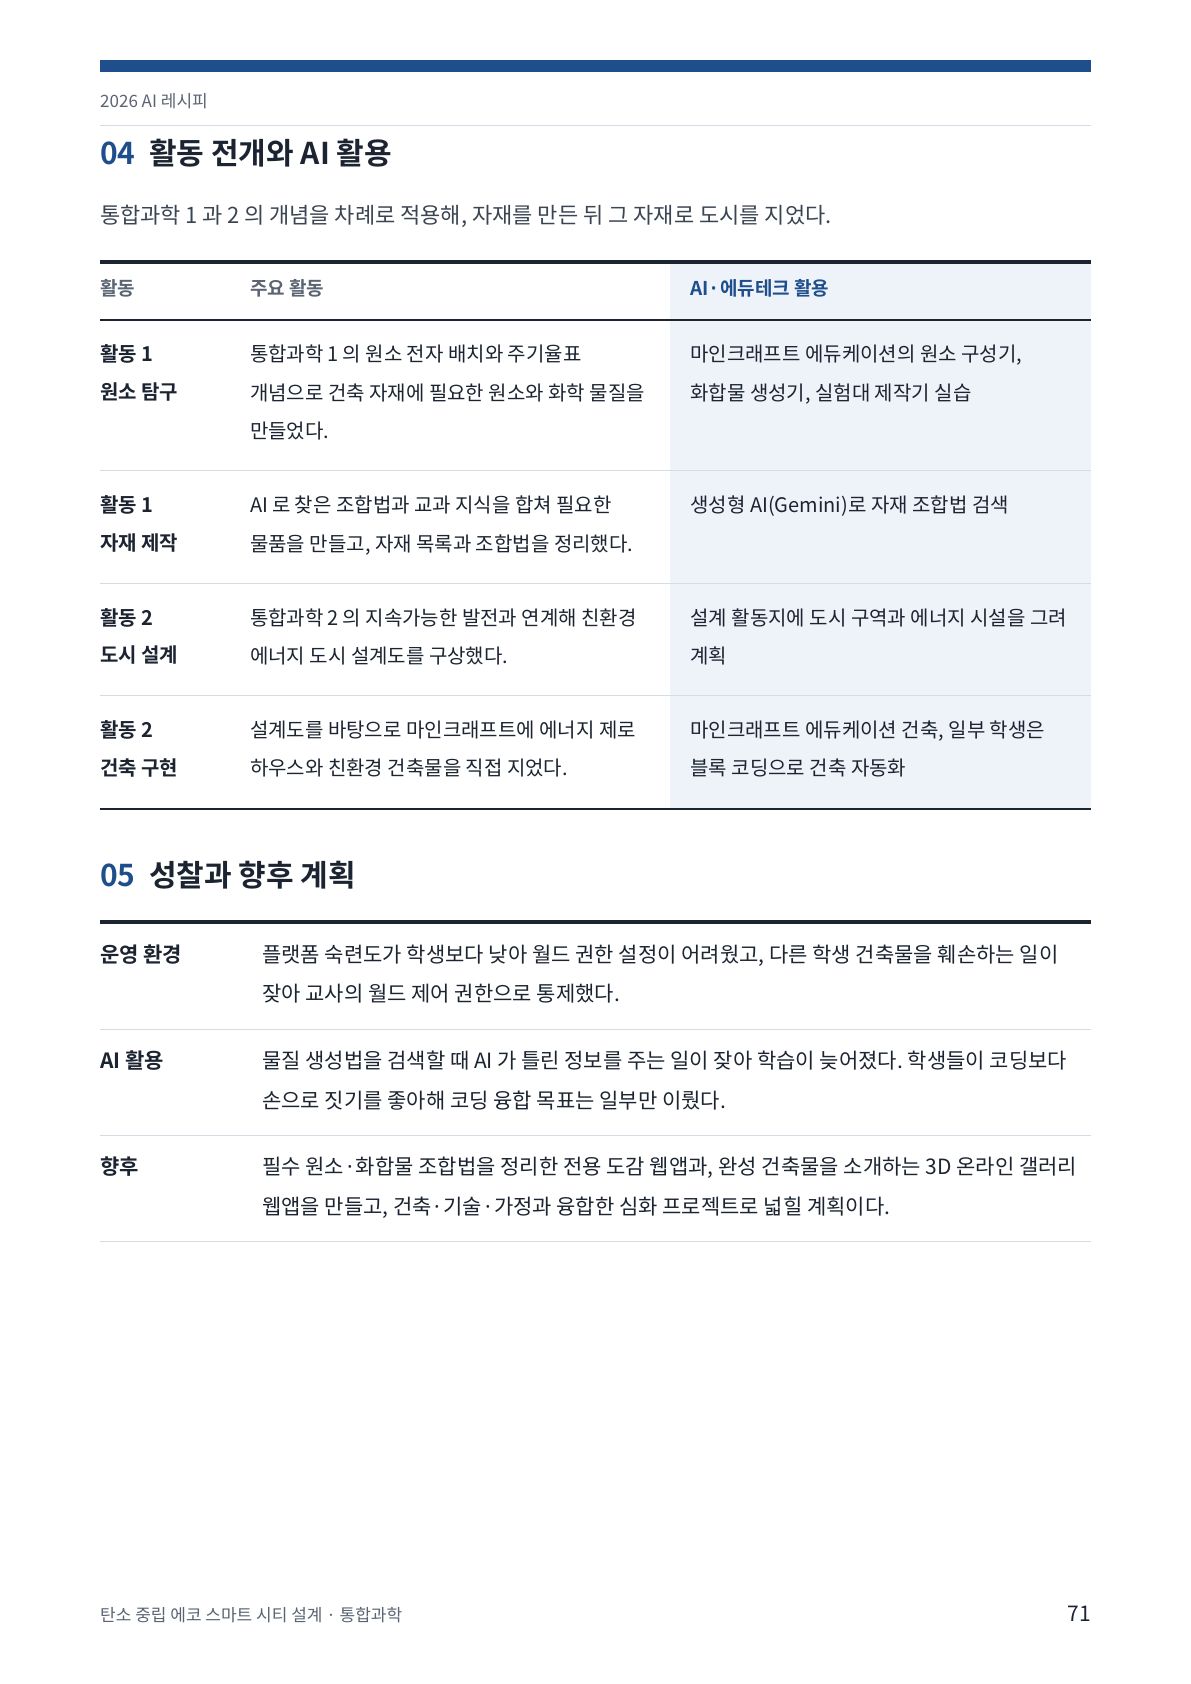 2026 AI 레시피
04 활동 전개와 AI 활용
통합과학 1 과 2 의 개념을 차례로 적용해, 자재를 만든 뒤 그 자재로 도시를 지었다.
활동 주요 활동 AI·에듀테크 활용
활동 1 통합과학 1 의 원소 전자 배치와 주기율표 마인크래프트 에듀케이션의 원소 구성기,
원소 탐구 개념으로 건축 자재에 필요한 원소와 화학 물질을 화합물 생성기, 실험대 제작기 실습
만들었다.
활동 1 AI 로 찾은 조합법과 교과 지식을 합쳐 필요한 생성형 AI(Gemini)로 자재 조합법 검색
자재 제작 물품을 만들고, 자재 목록과 조합법을 정리했다.
활동 2 통합과학 2 의 지속가능한 발전과 연계해 친환경 설계 활동지에 도시 구역과 에너지 시설을 그려
도시 설계 에너지 도시 설계도를 구상했다. 계획
활동 2 설계도를 바탕으로 마인크래프트에 에너지 제로 마인크래프트 에듀케이션 건축, 일부 학생은
건축 구현 하우스와 친환경 건축물을 직접 지었다. 블록 코딩으로 건축 자동화
05 성찰과 향후 계획
운영 환경 플랫폼 숙련도가 학생보다 낮아 월드 권한 설정이 어려웠고, 다른 학생 건축물을 훼손하는 일이
잦아 교사의 월드 제어 권한으로 통제했다.
AI 활용 물질 생성법을 검색할 때 AI 가 틀린 정보를 주는 일이 잦아 학습이 늦어졌다. 학생들이 코딩보다
손으로 짓기를 좋아해 코딩 융합 목표는 일부만 이뤘다.
향후 필수 원소·화합물 조합법을 정리한 전용 도감 웹앱과, 완성 건축물을 소개하는 3D 온라인 갤러리
웹앱을 만들고, 건축·기술·가정과 융합한 심화 프로젝트로 넓힐 계획이다.
탄소 중립 에코 스마트 시티 설계 · 통합과학 71